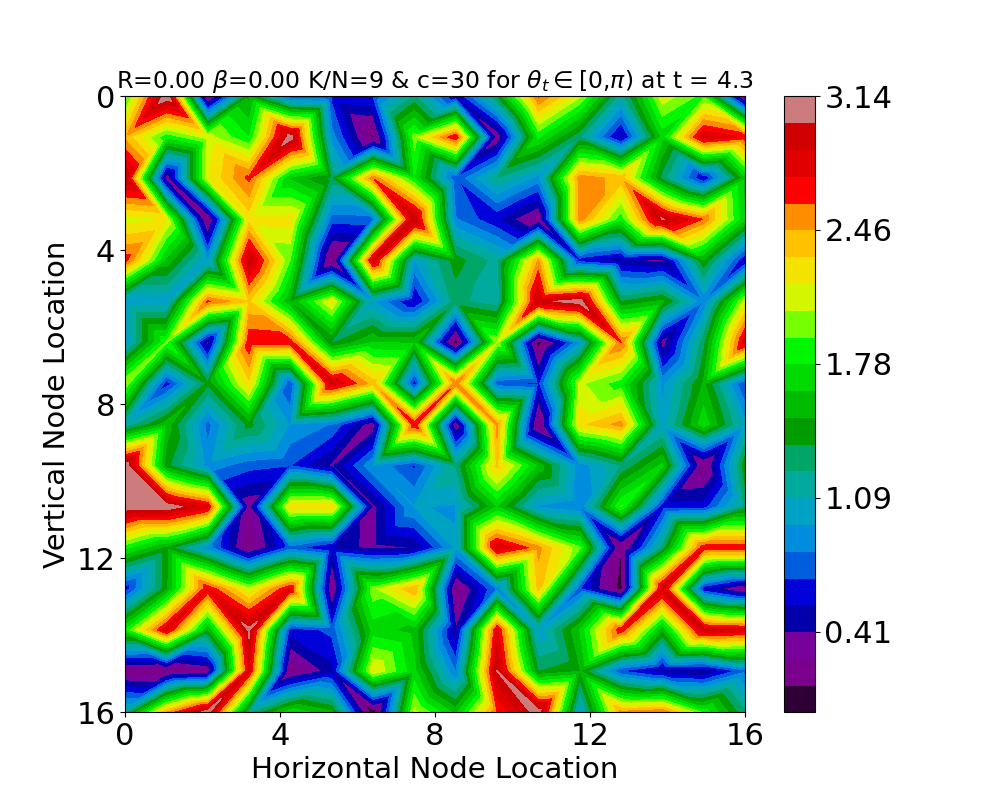 R=0.00 β=0.00 K/N=9 & c=30 for θₜ ∈ [0,π) at t = 4.3
0
4
8
12
16
Vertical Node Location
0 4 8 12 16
Horizontal Node Location
3.14
2.46
1.78
1.09
0.41